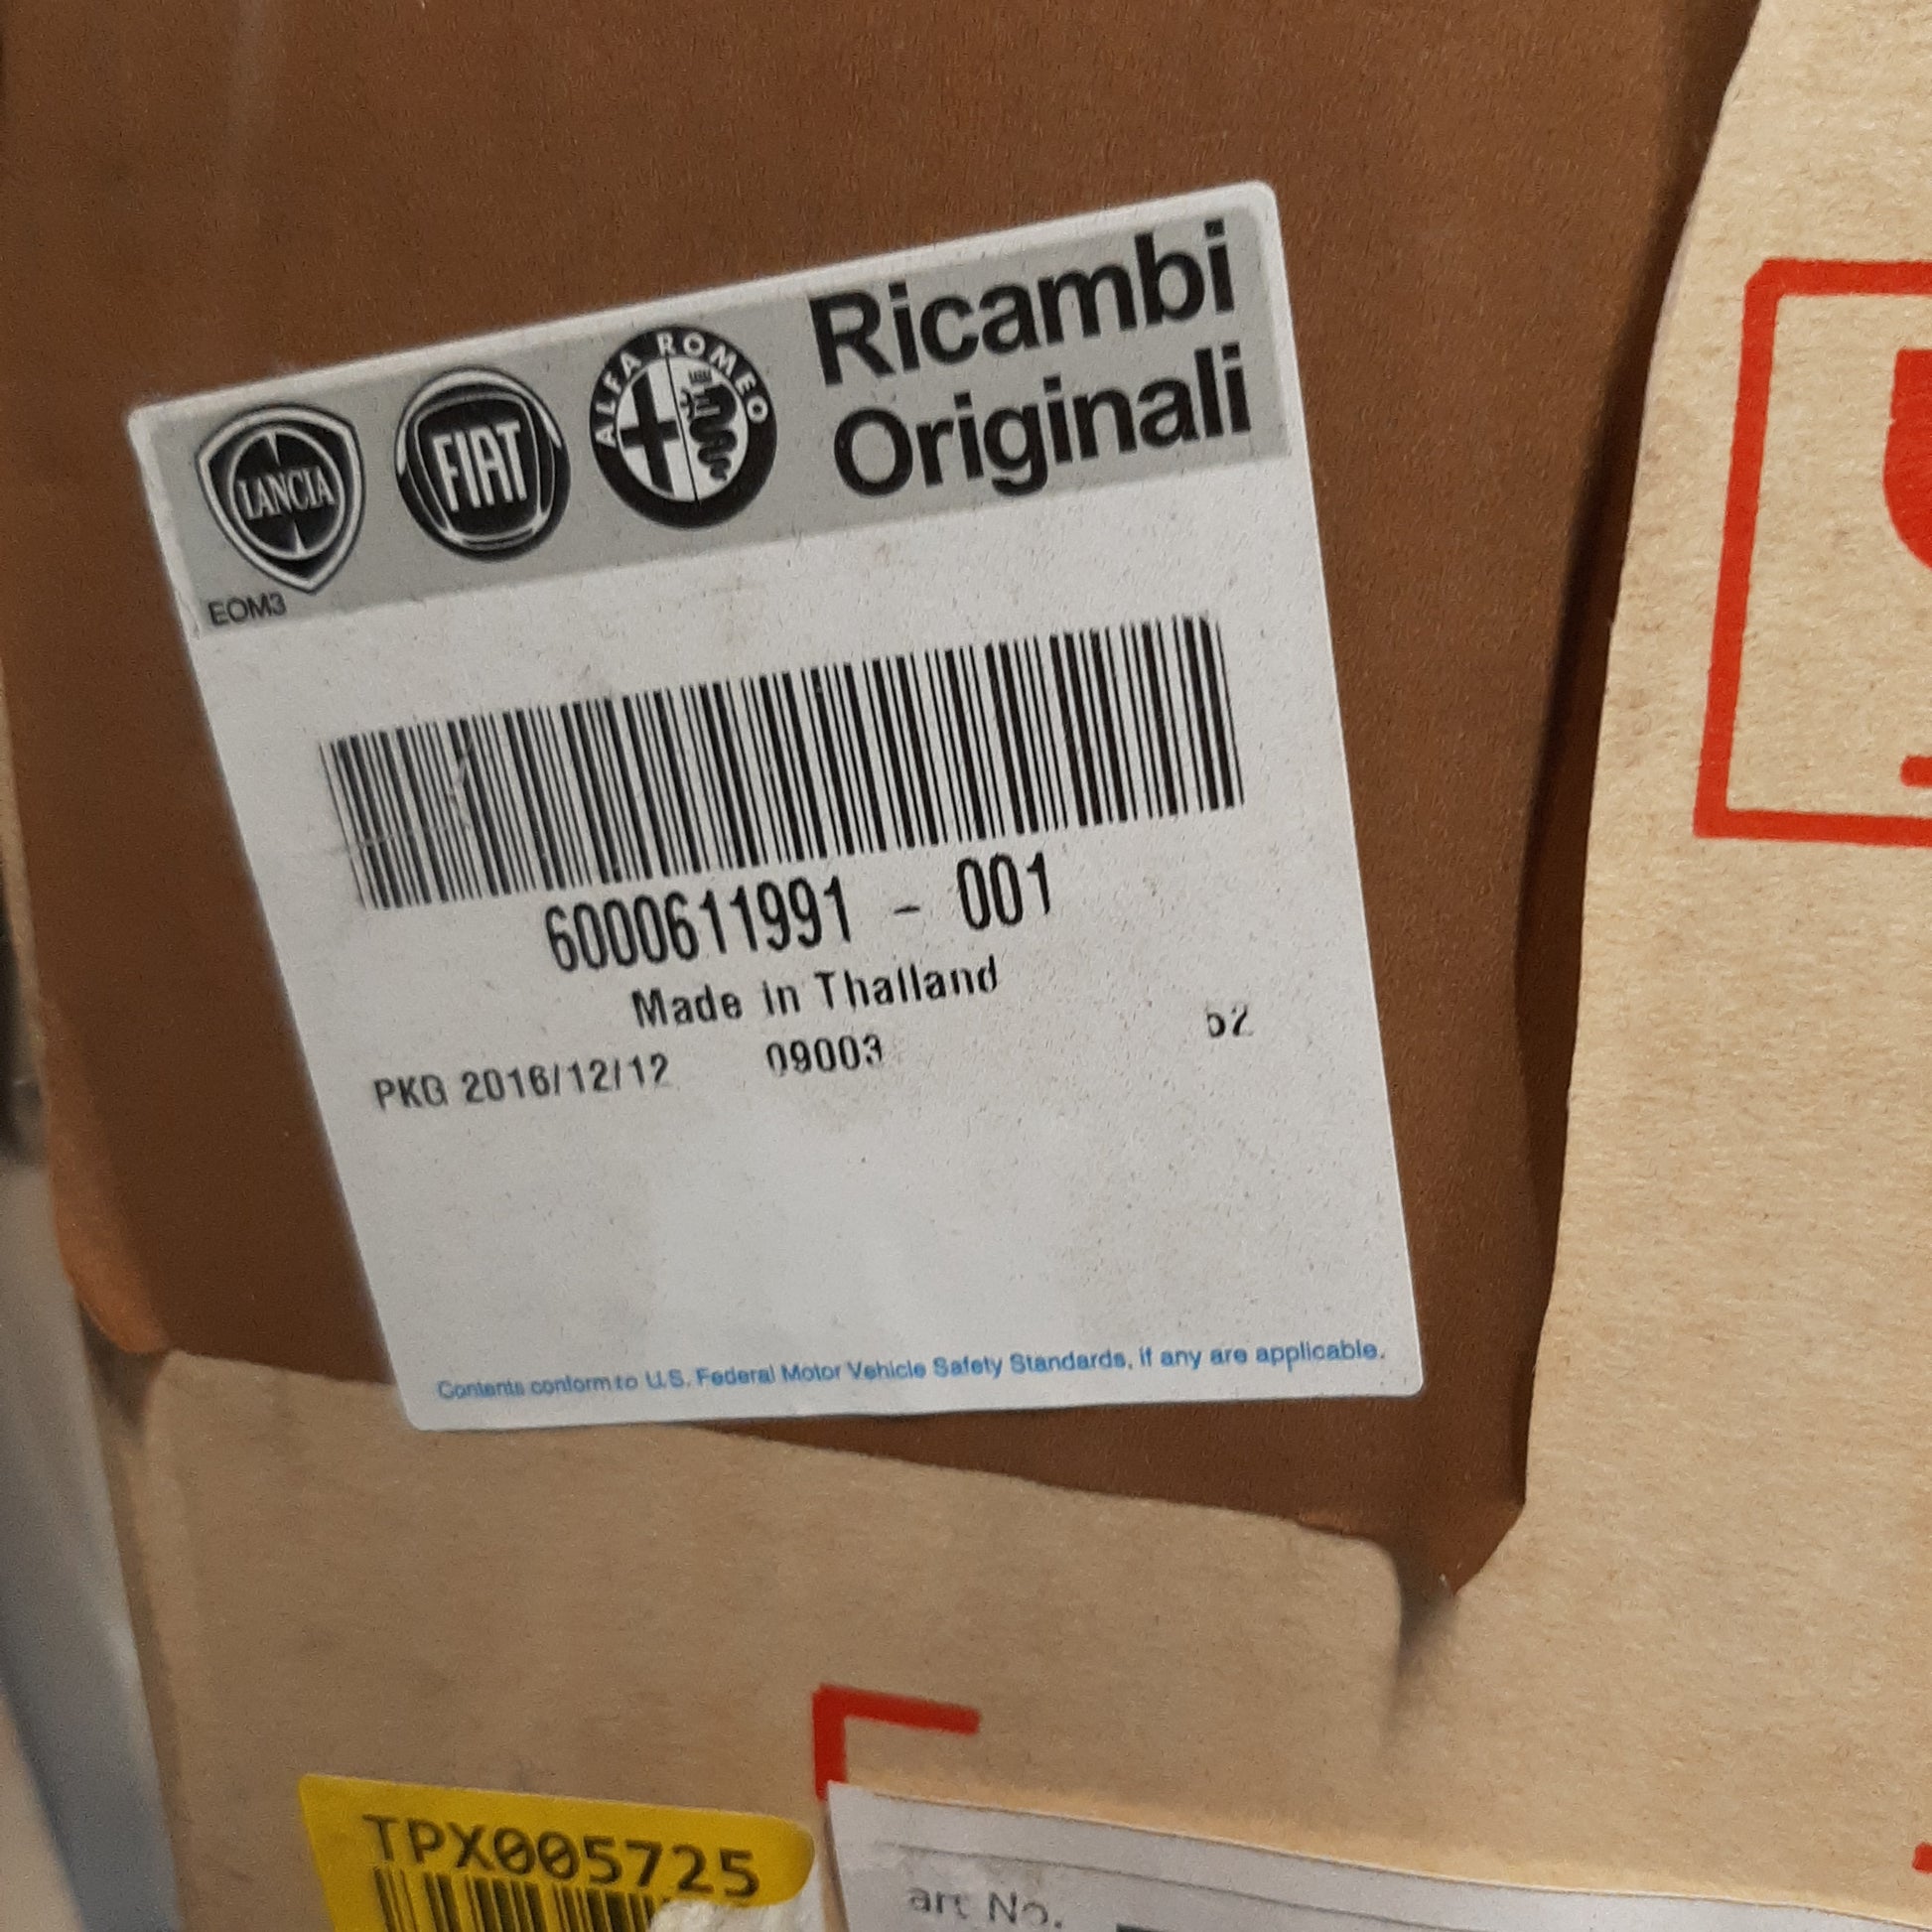 LANCIA
FIAT
ALFA ROMEO
Ricambi
Originali
EOM3
6000611991 - 001
Made in Thailand
PKG 2016/12/12 09003 52
Contents conform to U.S. Federal Motor Vehicle Safety Standards, if any are applicable.
TPX005725
art No.